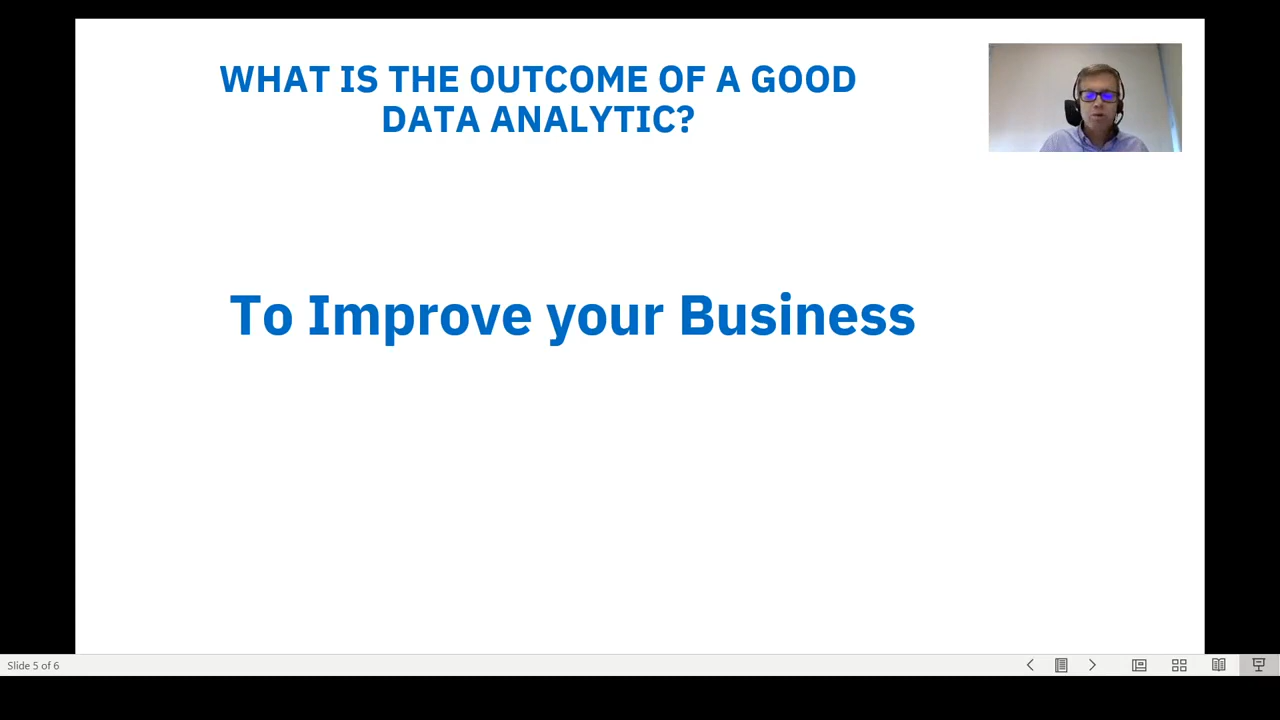 WHAT IS THE OUTCOME OF A GOOD
DATA ANALYTIC?
To Improve your Business
Slide 5 of 6